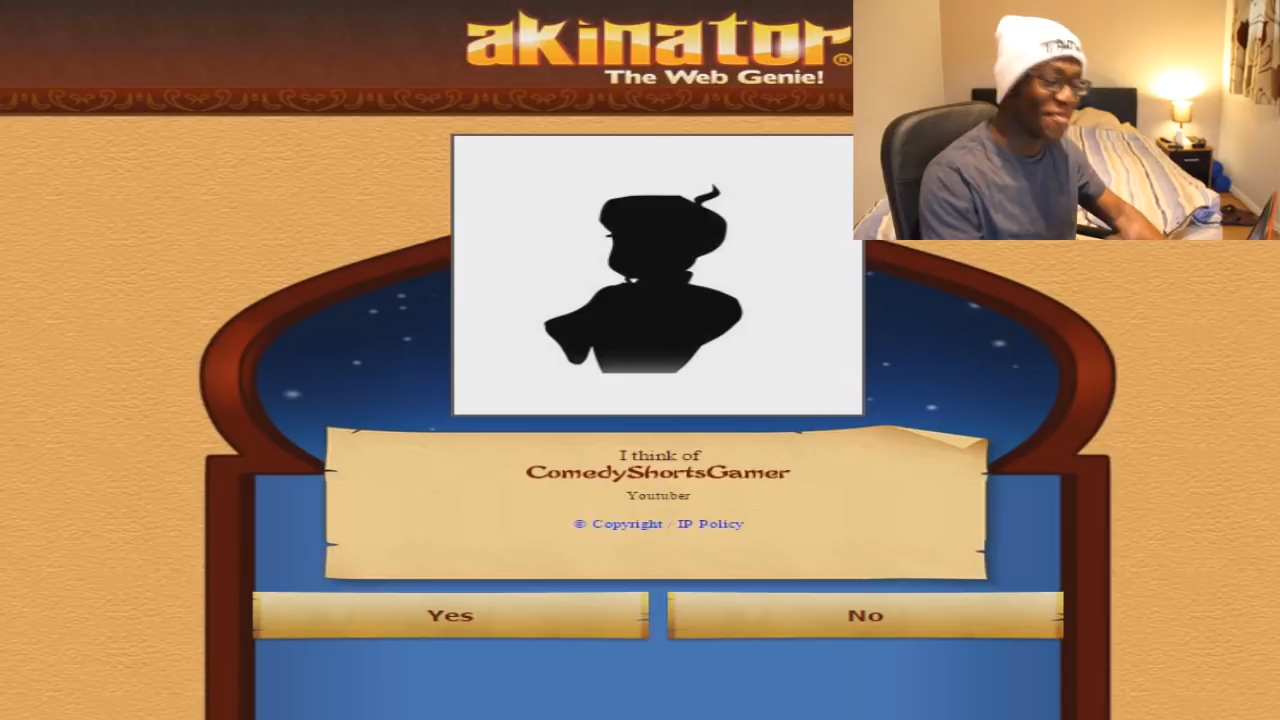 akinator®
The Web Genie!
I think of
ComedyShortsGamer
Youtuber
© Copyright / IP Policy
Yes
No